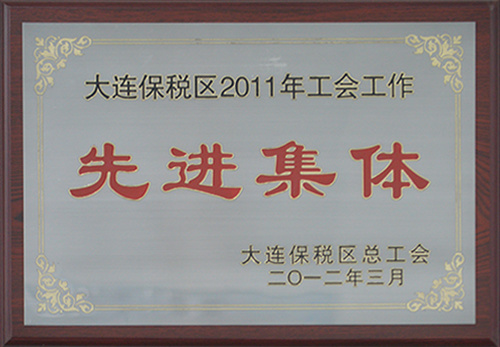 大连保税区2011年工会工作
先进集体
大连保税区总工会
二〇一二年三月